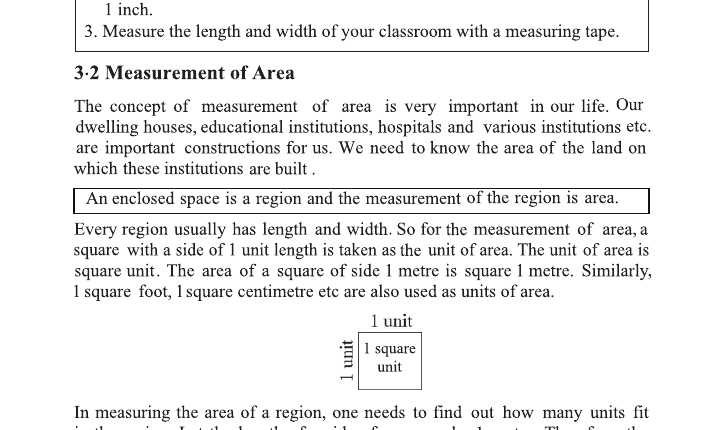 1 inch.
3. Measure the length and width of your classroom with a measuring tape.
3·2 Measurement of Area
The concept of measurement of area is very important in our life. Our
dwelling houses, educational institutions, hospitals and various institutions etc.
are important constructions for us. We need to know the area of the land on
which these institutions are built .
An enclosed space is a region and the measurement of the region is area.
Every region usually has length and width. So for the measurement of area, a
square with a side of 1 unit length is taken as the unit of area. The unit of area is
square unit. The area of a square of side 1 metre is square 1 metre. Similarly,
1 square foot, 1 square centimetre etc are also used as units of area.
1 unit
1 unit
1 square
unit
In measuring the area of a region, one needs to find out how many units fit